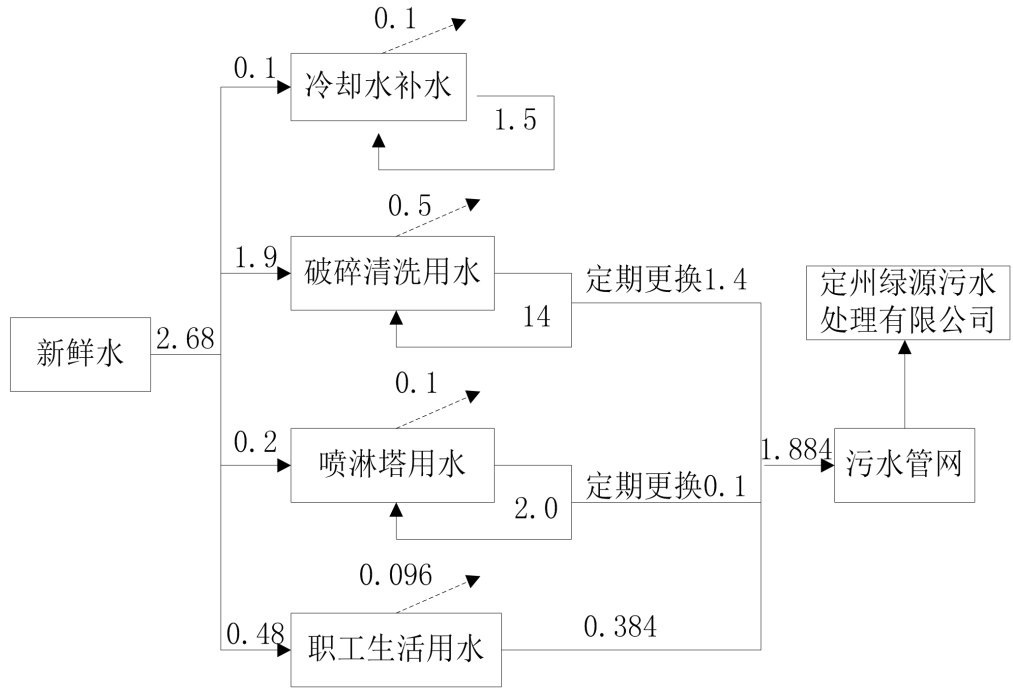 0.1
0.1
冷却水补水
1.5
0.5
1.9
破碎清洗用水
定期更换1.4
14
定州绿源污水
处理有限公司
新鲜水
2.68
0.1
0.2
喷淋塔用水
定期更换0.1
2.0
1.884
污水管网
0.096
0.48
职工生活用水
0.384